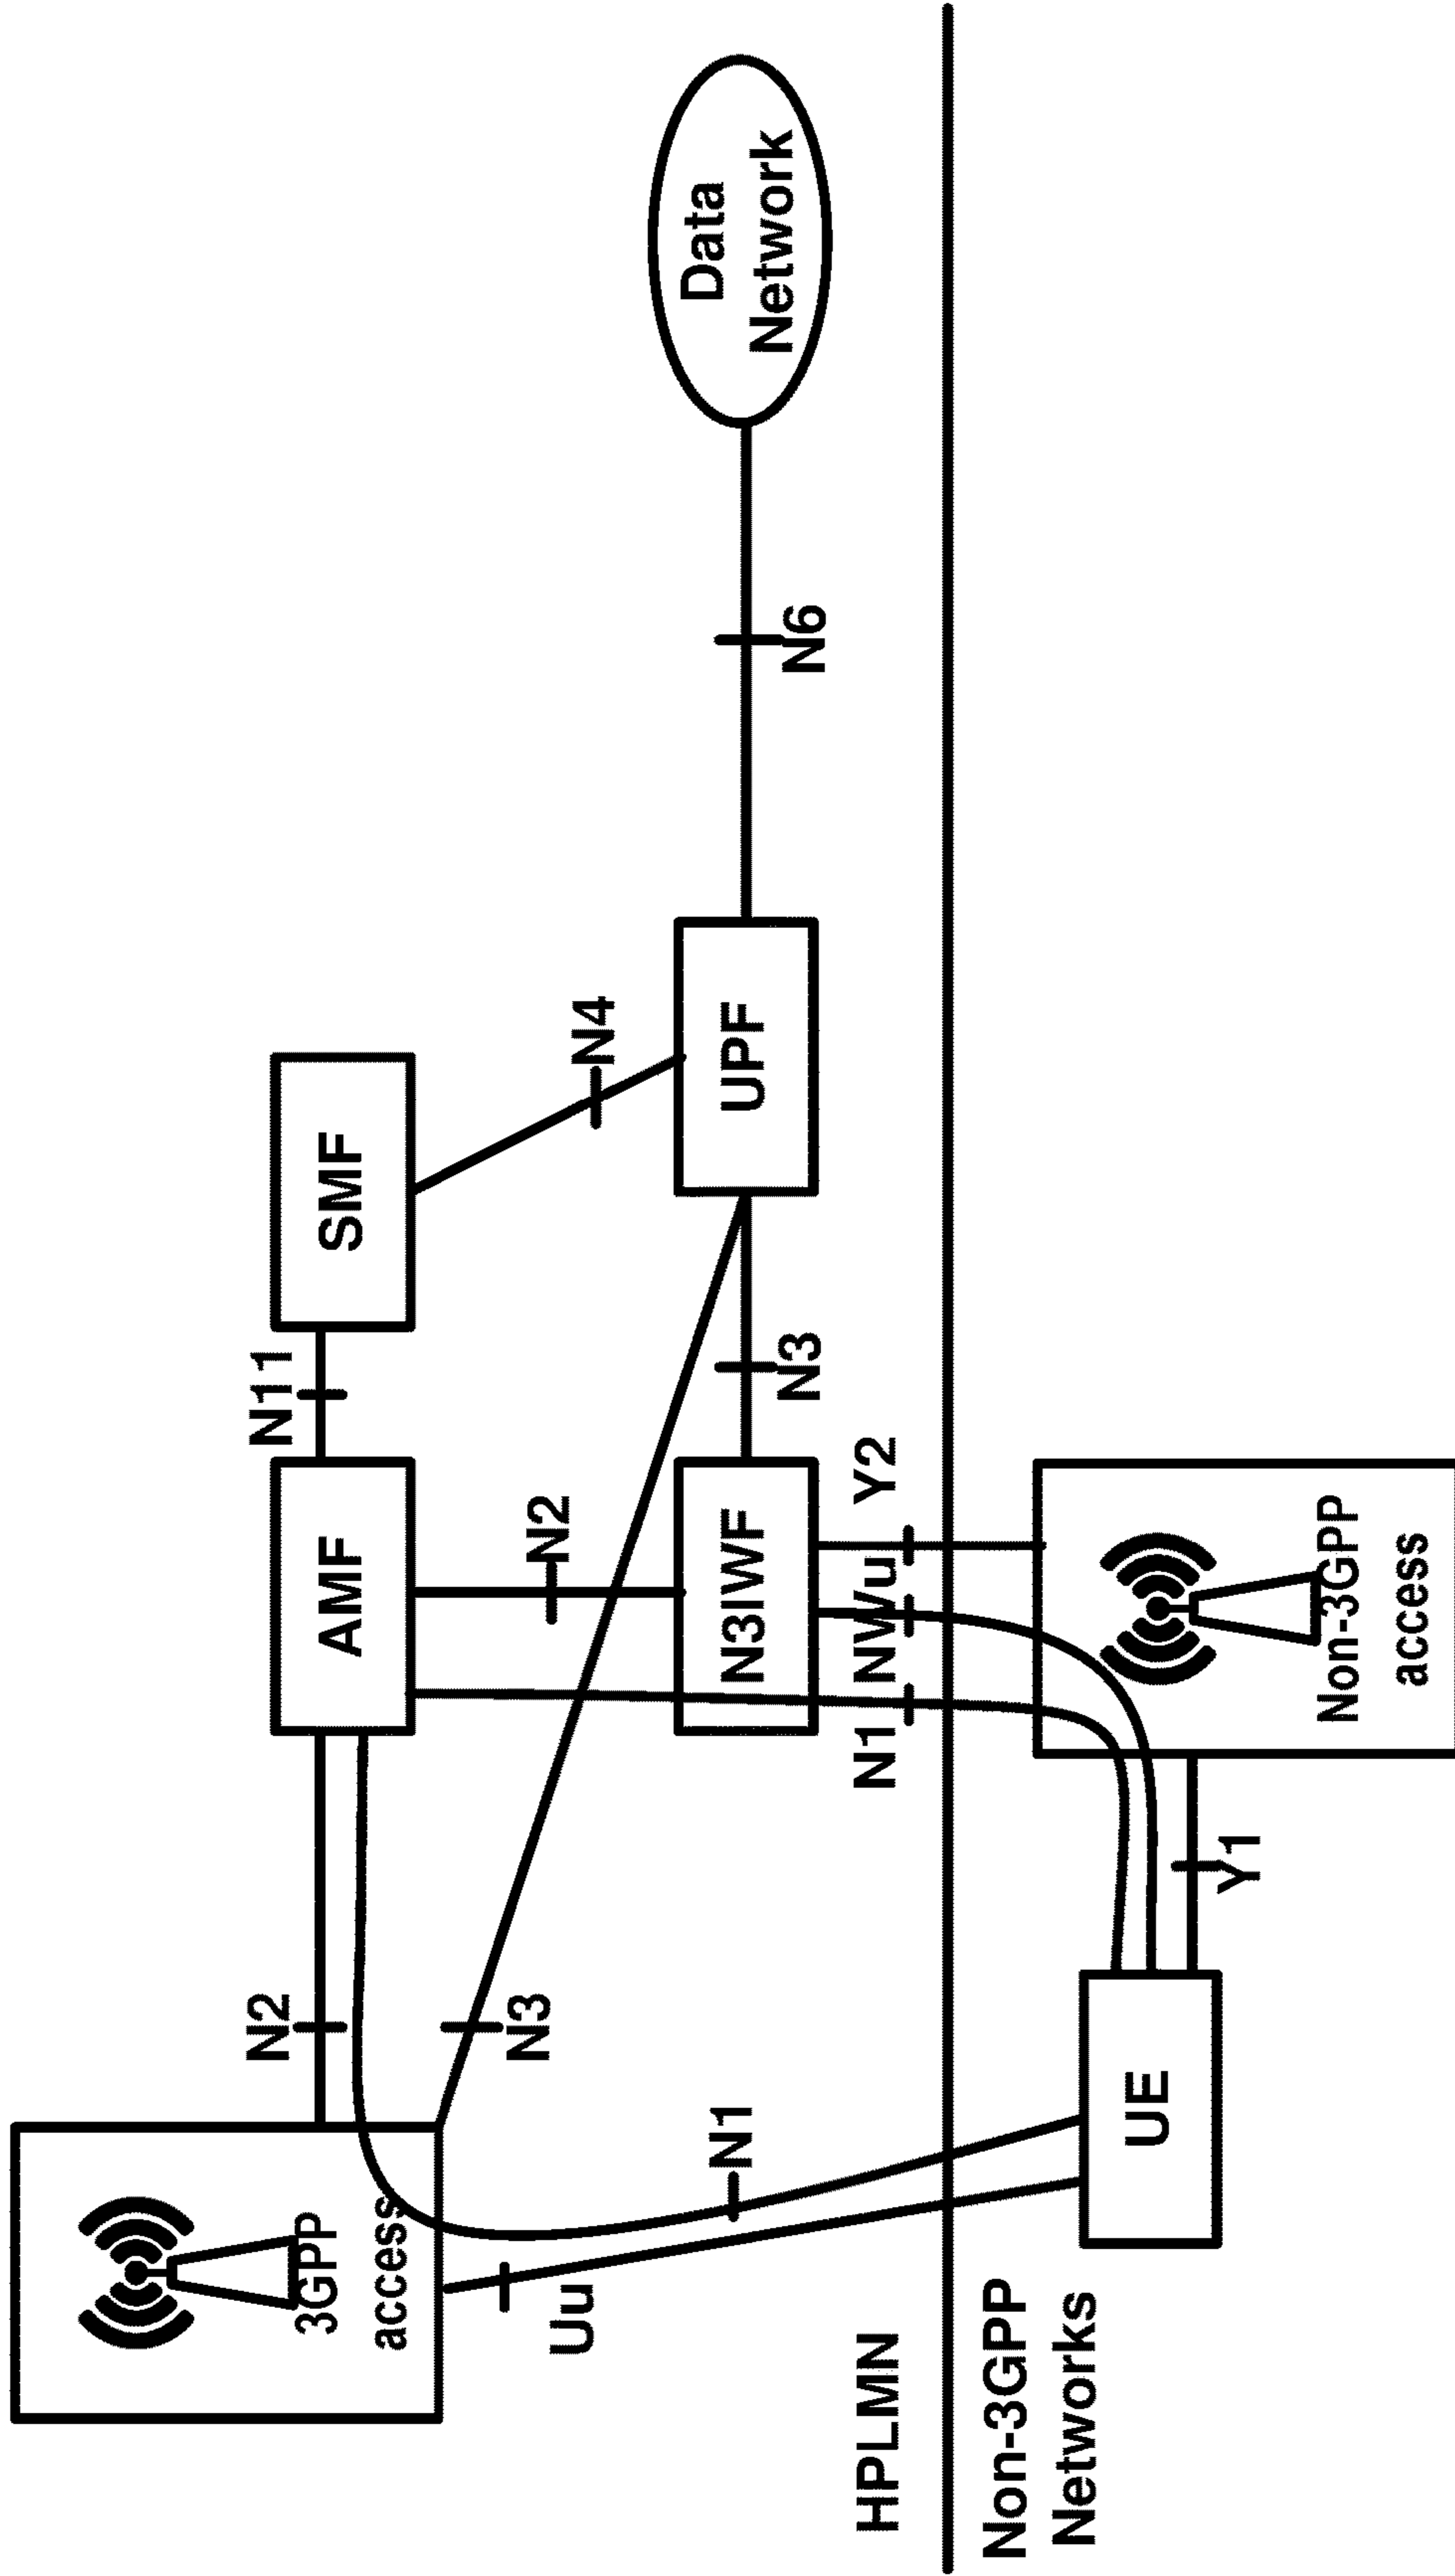 3GPP
access
N2
AMF
N11
SMF
N3
N2
N4
Uu
N1
N3IWF
N3
UPF
N6
Data
Network
HPLMN
N1
NWu
Y2
Non-3GPP
Networks
UE
Y1
Non-3GPP
access